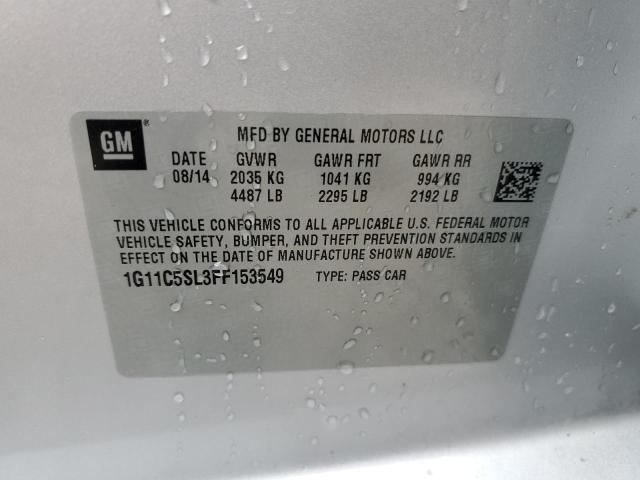 GM®
MFD BY GENERAL MOTORS LLC
DATE GVWR GAWR FRT GAWR RR
08/14 2035 KG 1041 KG 994 KG
4487 LB 2295 LB 2192 LB
THIS VEHICLE CONFORMS TO ALL APPLICABLE U.S. FEDERAL MOTOR
VEHICLE SAFETY, BUMPER, AND THEFT PREVENTION STANDARDS IN
EFFECT ON THE DATE OF MANUFACTURE SHOWN ABOVE.
1G11C5SL3FF153549 TYPE: PASS CAR